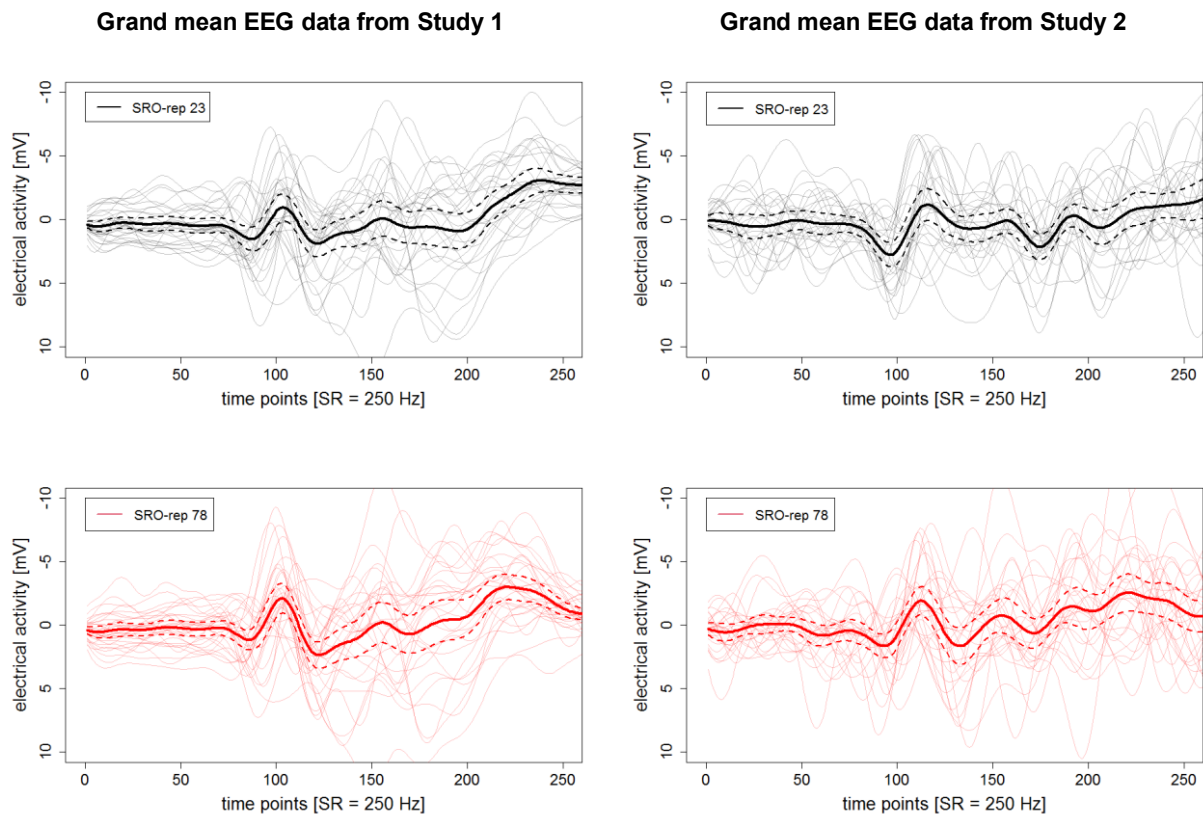 Grand mean EEG data from Study 1
Grand mean EEG data from Study 2
SRO-rep 23
-10
-5
0
5
10
electrical activity [mV]
0 50 100 150 200 250
time points [SR = 250 Hz]
SRO-rep 23
-10
-5
0
5
10
electrical activity [mV]
0 50 100 150 200 250
time points [SR = 250 Hz]
SRO-rep 78
-10
-5
0
5
10
electrical activity [mV]
0 50 100 150 200 250
time points [SR = 250 Hz]
SRO-rep 78
-10
-5
0
5
10
electrical activity [mV]
0 50 100 150 200 250
time points [SR = 250 Hz]